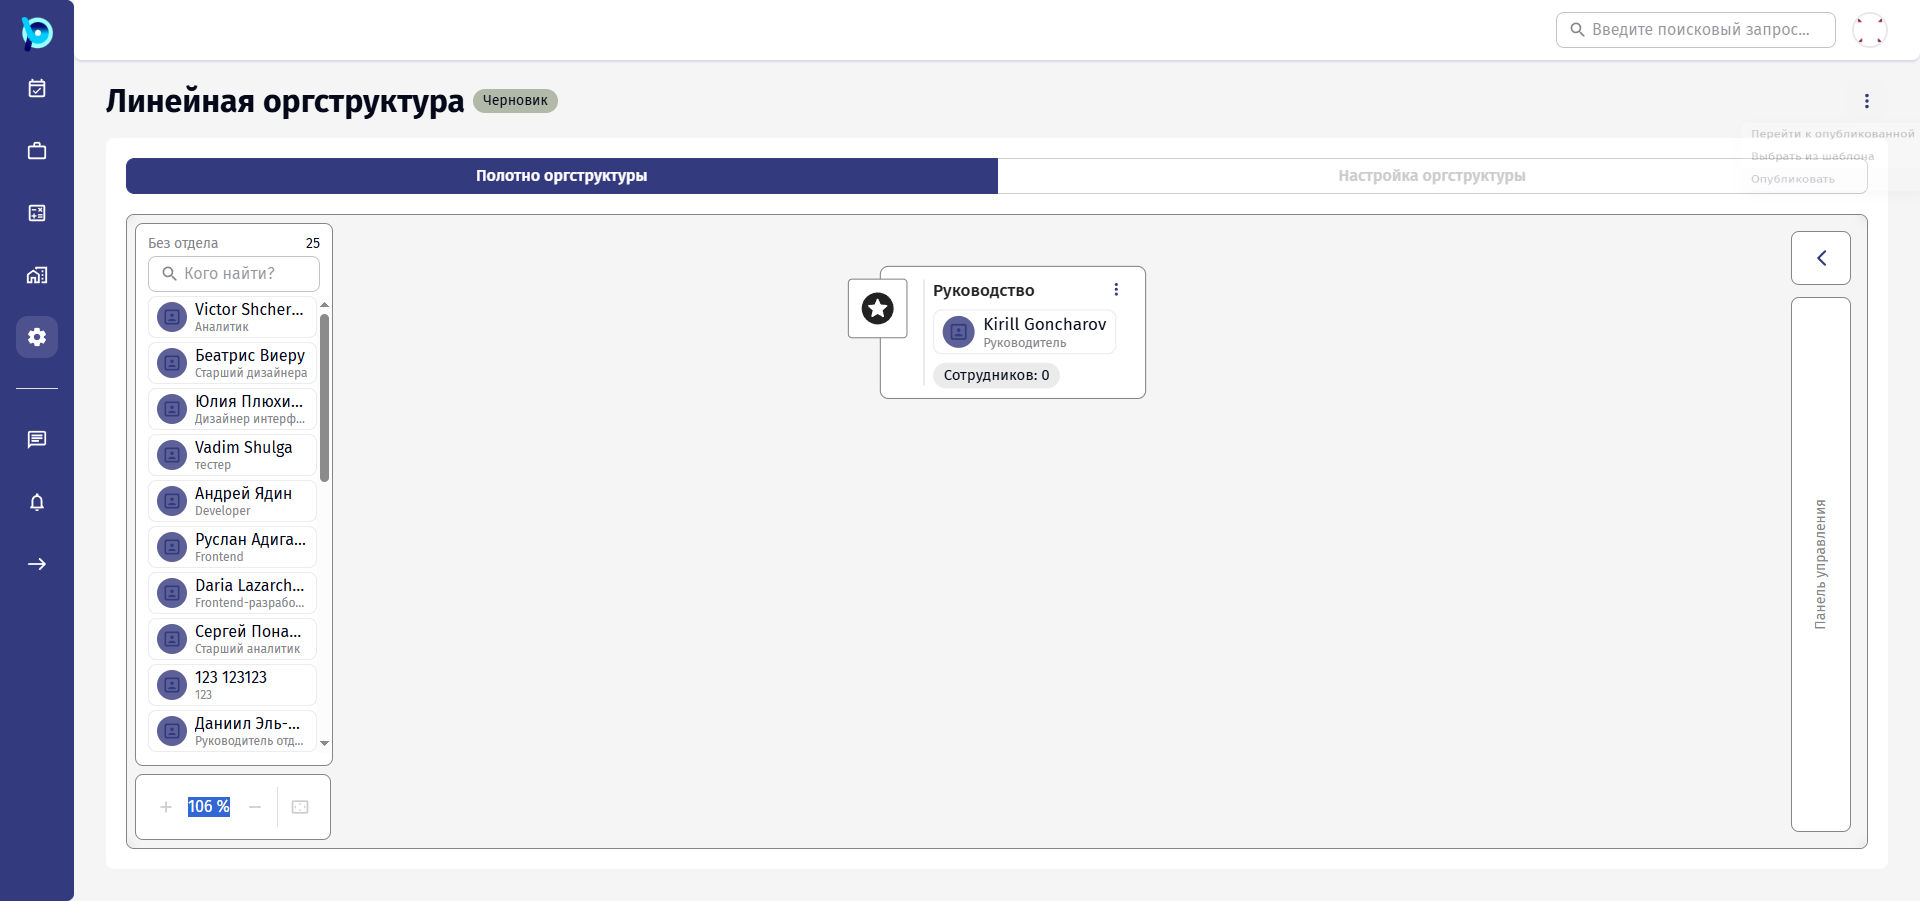 Введите поисковый запрос...
Линейная оргструктура
Черновик
Перейти к опубликованной
Выбрать из шаблона
Опубликовать
Полотно оргструктуры
Настройка оргструктуры
Без отдела
25
Кого найти?
Victor Shcher...
Аналитик
Беатрис Виеру
Старший дизайнера
Юлия Плюхи...
Дизайнер интерф...
Vadim Shulga
тестер
Андрей Ядин
Developer
Руслан Адига...
Frontend
Daria Lazarch...
Frontend-разрабо...
Сергей Пона...
Старший аналитик
123 123123
123
Даниил Эль-...
Руководитель отд...
106 %
Руководство
Kirill Goncharov
Руководитель
Сотрудников: 0
Панель управления